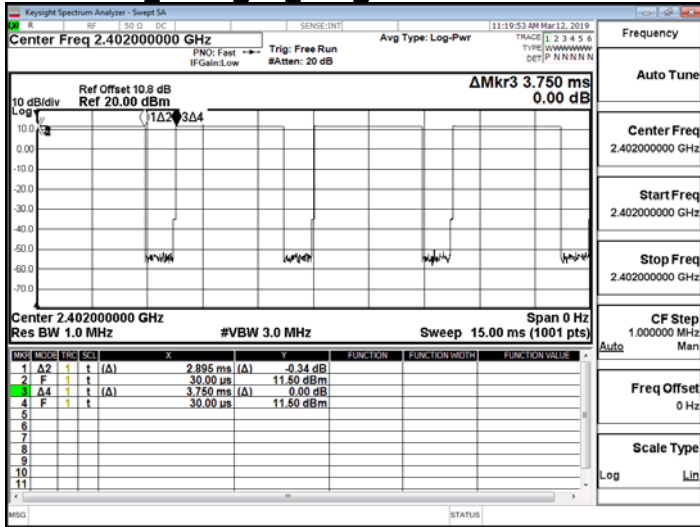 Keysight Spectrum Analyzer - Swept SA
R RF 50 Ω DC SENSE:INT 11:19:53 AM Mar 12, 2019
Center Freq 2.402000000 GHz
PNO: Fast
IFGain:Low
Trig: Free Run
#Atten: 20 dB
Avg Type: Log-Pwr
TRACE 1 2 3 4 5 6
TYPE WWWWWW
DET P N N N N N
Ref Offset 10.8 dB
10 dB/div Ref 20.00 dBm
ΔMkr3 3.750 ms
0.00 dB
Log
1Δ2 3Δ4
10.0
0.00
-10.0
-20.0
-30.0
-40.0
-50.0
-60.0
-70.0
Center 2.402000000 GHz Span 0 Hz
Res BW 1.0 MHz #VBW 3.0 MHz Sweep 15.00 ms (1001 pts)
MKR MODE TRC SCL X Y FUNCTION FUNCTION WIDTH FUNCTION VALUE
1 Δ2 1 t (Δ) 2.895 ms (Δ) -0.34 dB
2 F 1 t 30.00 µs 11.50 dBm
3 Δ4 1 t (Δ) 3.750 ms (Δ) 0.00 dB
4 F 1 t 30.00 µs 11.50 dBm
5
6
7
8
9
10
11
MSG STATUS
Frequency
Auto Tune
Center Freq
2.402000000 GHz
Start Freq
2.402000000 GHz
Stop Freq
2.402000000 GHz
CF Step
1.000000 MHz
Auto Man
Freq Offset
0 Hz
Scale Type
Log Lin